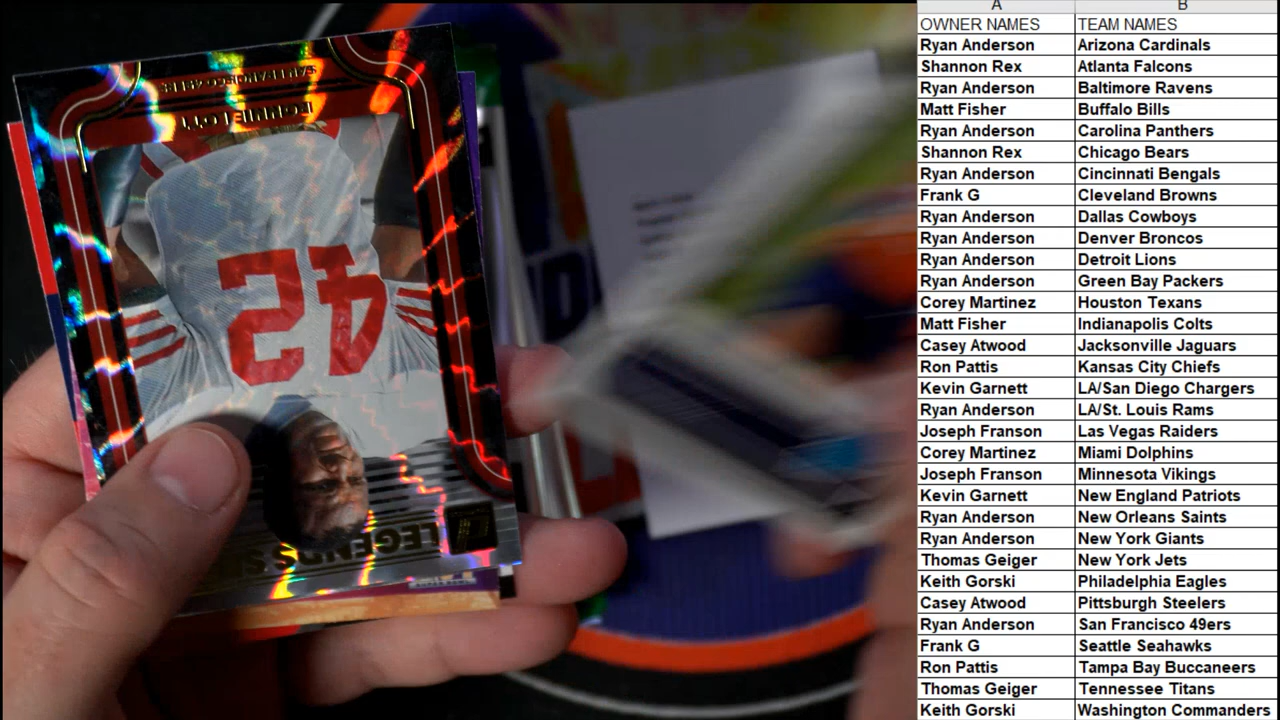 SAN FRANCISCO 49ERS
RONNIE LOTT
42
LEGENDS S
A B
OWNER NAMES TEAM NAMES
Ryan Anderson Arizona Cardinals
Shannon Rex Atlanta Falcons
Ryan Anderson Baltimore Ravens
Matt Fisher Buffalo Bills
Ryan Anderson Carolina Panthers
Shannon Rex Chicago Bears
Ryan Anderson Cincinnati Bengals
Frank G Cleveland Browns
Ryan Anderson Dallas Cowboys
Ryan Anderson Denver Broncos
Ryan Anderson Detroit Lions
Ryan Anderson Green Bay Packers
Corey Martinez Houston Texans
Matt Fisher Indianapolis Colts
Casey Atwood Jacksonville Jaguars
Ron Pattis Kansas City Chiefs
Kevin Garnett LA/San Diego Chargers
Ryan Anderson LA/St. Louis Rams
Joseph Franson Las Vegas Raiders
Corey Martinez Miami Dolphins
Joseph Franson Minnesota Vikings
Kevin Garnett New England Patriots
Ryan Anderson New Orleans Saints
Ryan Anderson New York Giants
Thomas Geiger New York Jets
Keith Gorski Philadelphia Eagles
Casey Atwood Pittsburgh Steelers
Ryan Anderson San Francisco 49ers
Frank G Seattle Seahawks
Ron Pattis Tampa Bay Buccaneers
Thomas Geiger Tennessee Titans
Keith Gorski Washington Commanders